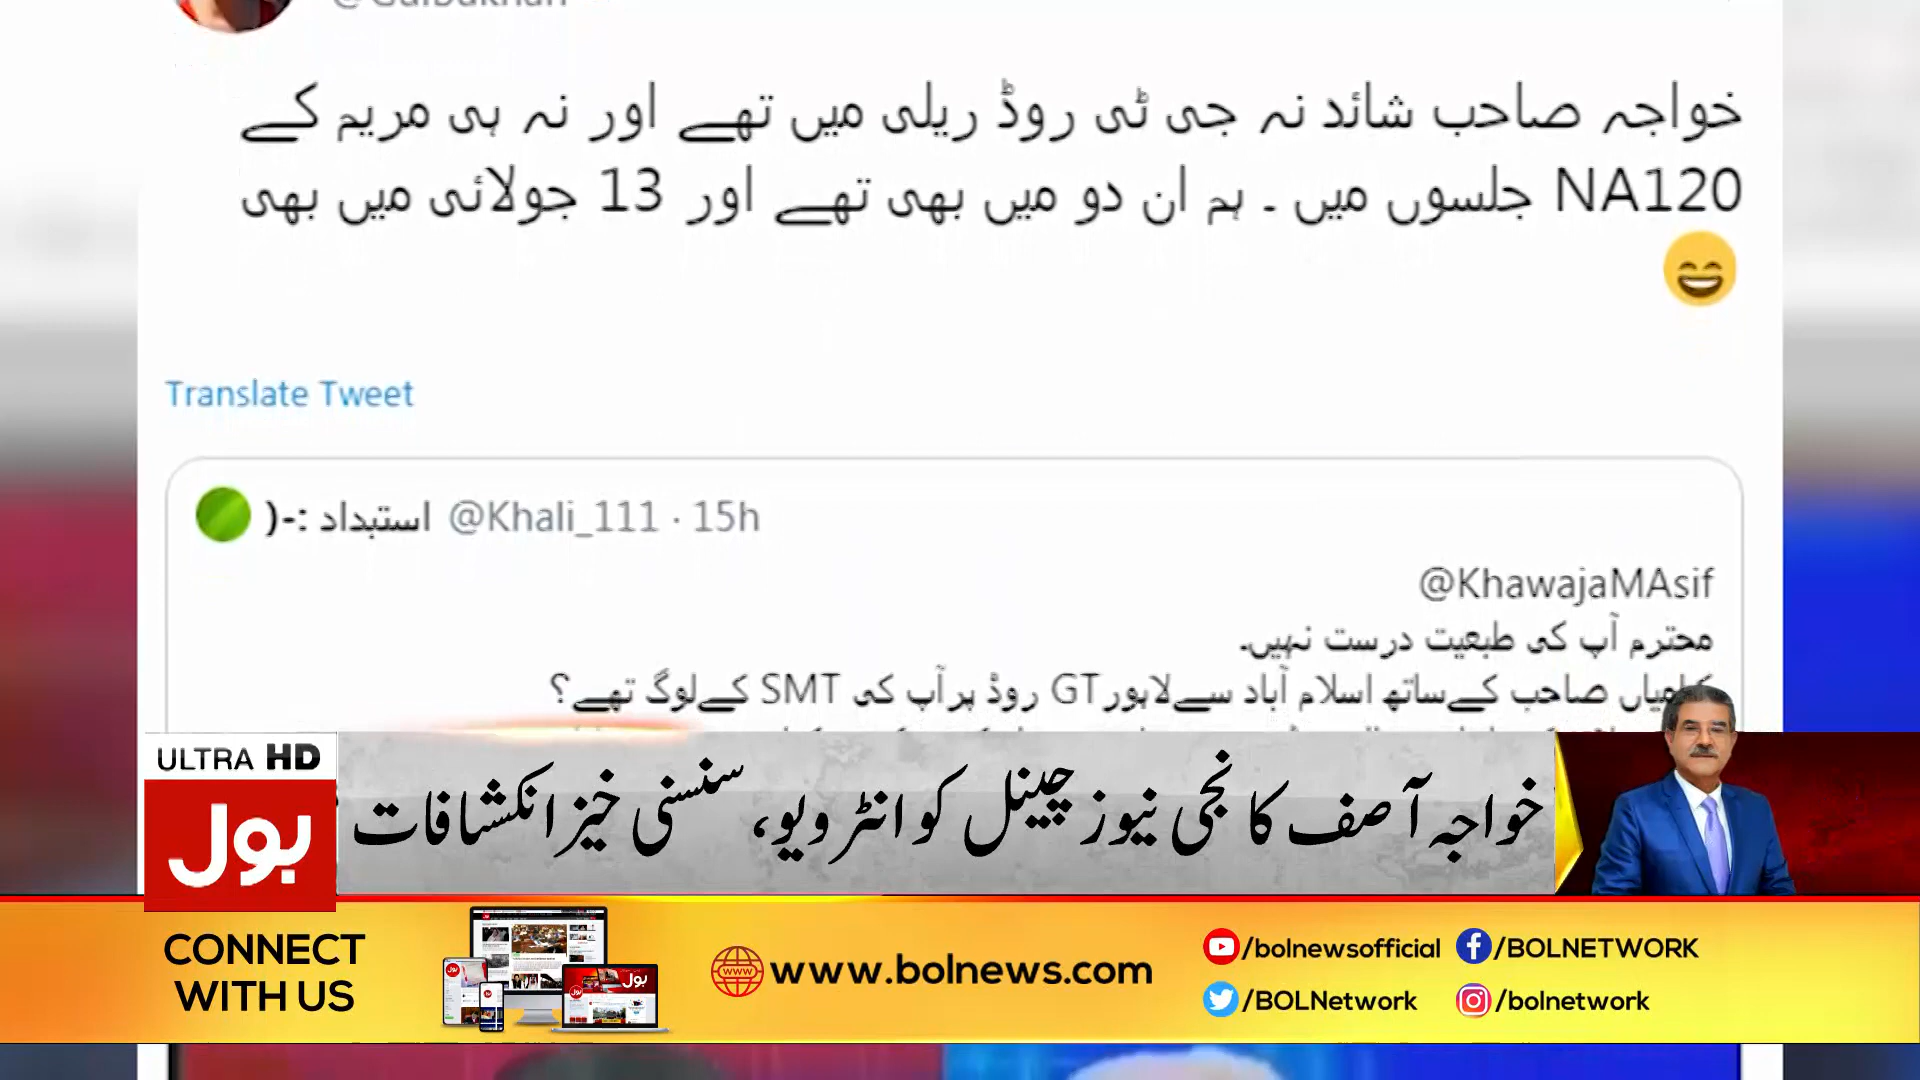 خواجہ صاحب شائد نہ جی ٹی روڈ ریلی میں تھے اور نہ ہی مریم کے
NA120 جلسوں میں ۔ ہم ان دو میں بھی تھے اور 13 جولائی میں بھی
😄
Translate Tweet
استبداد :-) @Khali_111 · 15h
@KhawajaMAsif
محترم آپ کی طبعیت درست نہیں۔
صاحب کےساتھ اسلام آباد سےلاہورGT روڈ پرآپ کی SMT کےلوگ تھے؟
ULTRA HD
بول
خواجہ آصف کا نجی نیوز چینل کو انٹرویو، سنسنی خیز انکشافات
CONNECT
WITH US
www.bolnews.com
/bolnewsofficial
/BOLNETWORK
/BOLNetwork
/bolnetwork